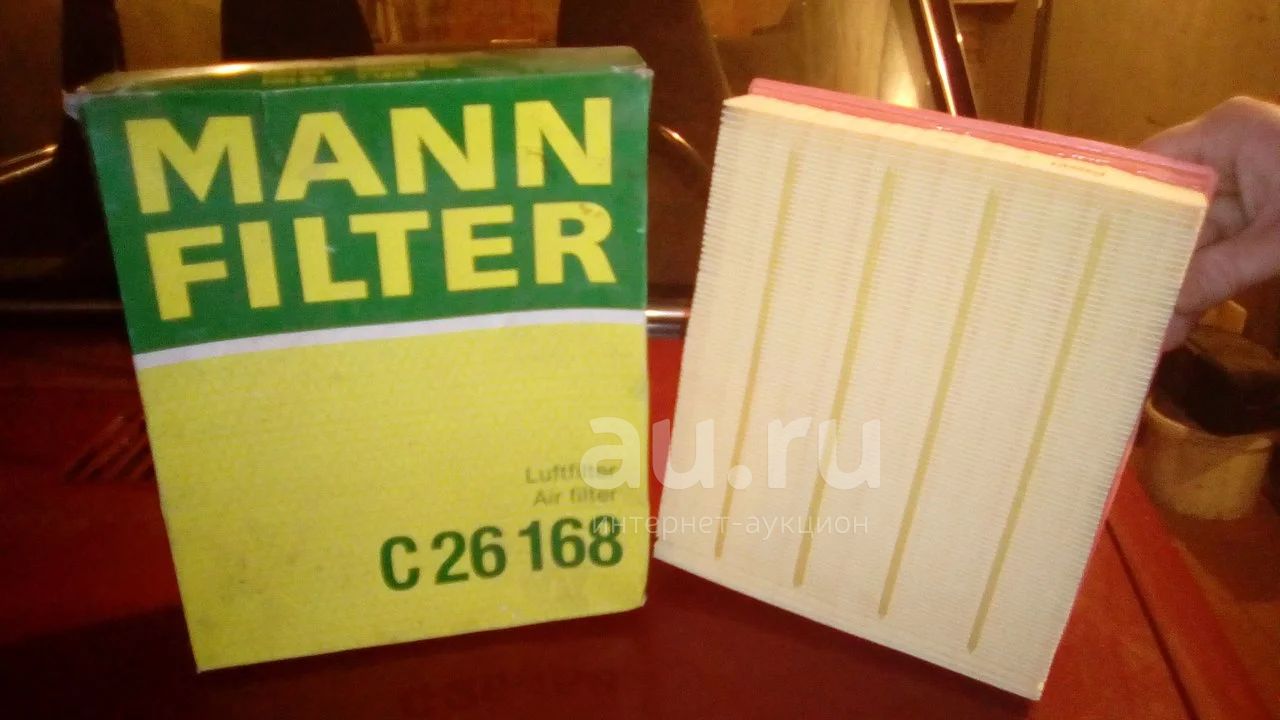 MANN
FILTER
Luftfilter
Air filter
C 26 168
au.ru
интернет-аукцион